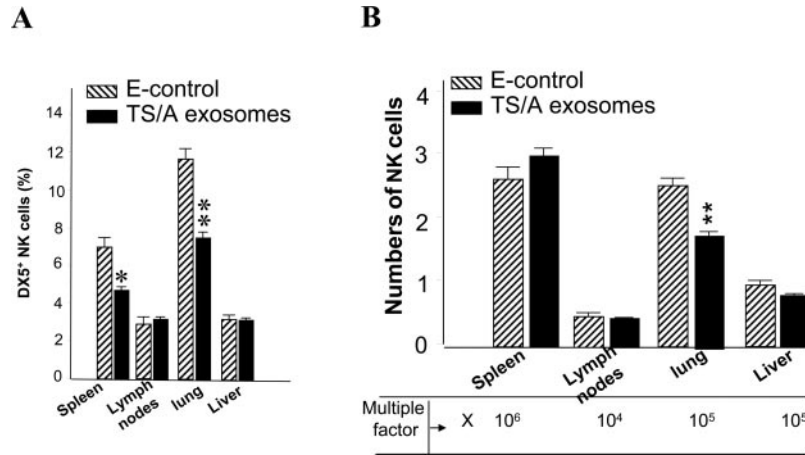 A
E-control
TS/A exosomes
DX5⁺ NK cells (%)
14
12
10
8
6
4
2
0
*
**
Spleen
Lymph
nodes
lung
Liver
B
E-control
TS/A exosomes
Numbers of NK cells
4
3
2
1
0
**
Spleen
Lymph
nodes
lung
Liver
Multiple
factor
X 10⁶ 10⁴ 10⁵ 10⁵